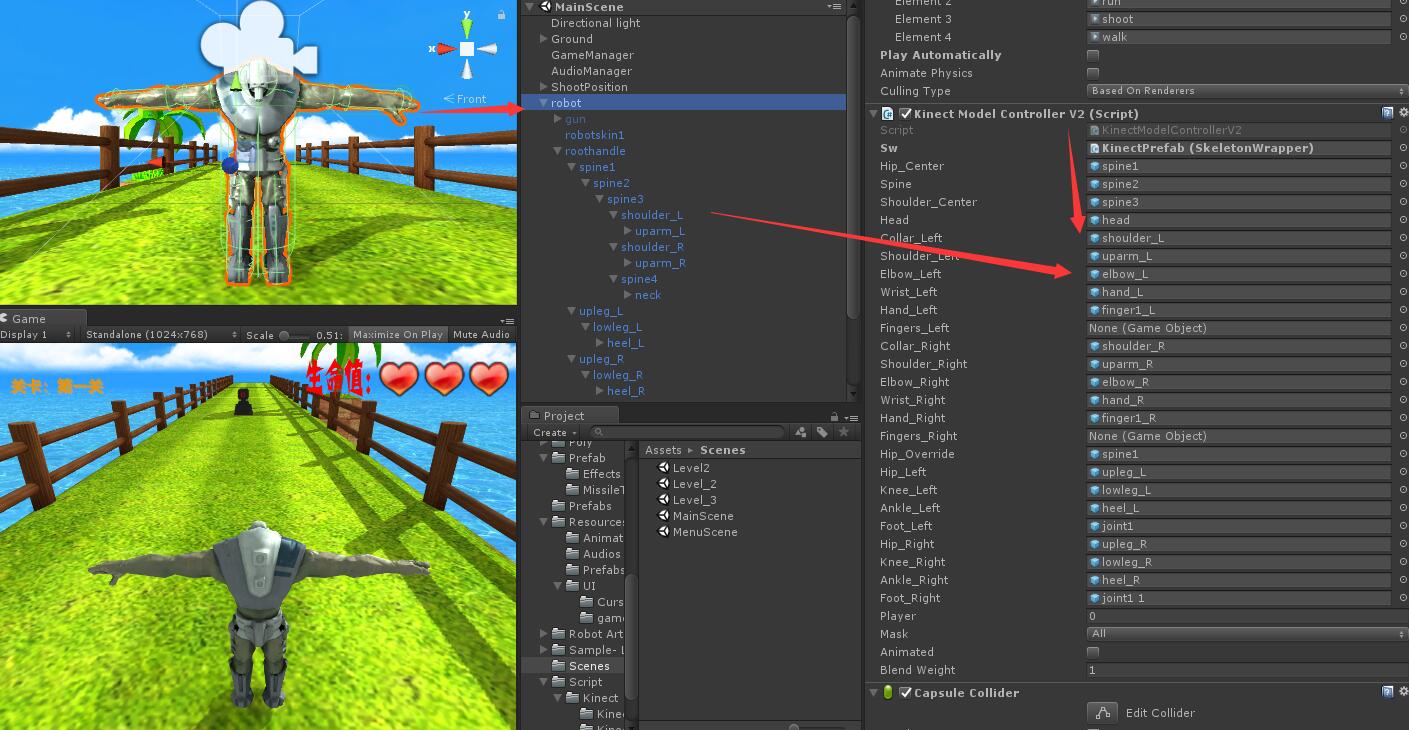 y
x
Front
Game
Display 1
Standalone (1024x768)
Scale
0.51:
Maximize On Play
Mute Audio
关卡: 第一关
生命值:
MainScene
Directional light
Ground
GameManager
AudioManager
ShootPosition
robot
gun
robotskin1
roothandle
spine1
spine2
spine3
shoulder_L
uparm_L
shoulder_R
uparm_R
spine4
neck
upleg_L
lowleg_L
heel_L
upleg_R
lowleg_R
heel_R
Project
Create
Poly
Prefab
Effects
MissileT
Prefabs
Resources
Animat
Audios
Prefabs
UI
Curs
game
Robot Art
Sample- L
Scenes
Script
Kinect
Kine
Kine
Assets Scenes
Level2
Level_2
Level_3
MainScene
MenuScene
Element 2 run
Element 3 shoot
Element 4 walk
Play Automatically
Animate Physics
Culling Type Based On Renderers
Kinect Model Controller V2 (Script)
Script KinectModelControllerV2
Sw KinectPrefab (SkeletonWrapper)
Hip_Center spine1
Spine spine2
Shoulder_Center spine3
Head head
Collar_Left shoulder_L
Shoulder_Left uparm_L
Elbow_Left elbow_L
Wrist_Left hand_L
Hand_Left finger1_L
Fingers_Left None (Game Object)
Collar_Right shoulder_R
Shoulder_Right uparm_R
Elbow_Right elbow_R
Wrist_Right hand_R
Hand_Right finger1_R
Fingers_Right None (Game Object)
Hip_Override spine1
Hip_Left upleg_L
Knee_Left lowleg_L
Ankle_Left heel_L
Foot_Left joint1
Hip_Right upleg_R
Knee_Right lowleg_R
Ankle_Right heel_R
Foot_Right joint1 1
Player 0
Mask All
Animated
Blend Weight 1
Capsule Collider
Edit Collider